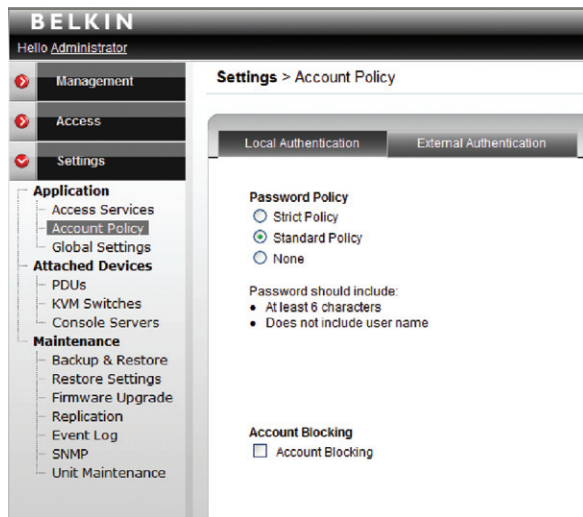 BELKIN
Hello Administrator
Management
Access
Settings
Application
Access Services
Account Policy
Global Settings
Attached Devices
PDUs
KVM Switches
Console Servers
Maintenance
Backup & Restore
Restore Settings
Firmware Upgrade
Replication
Event Log
SNMP
Unit Maintenance
Settings > Account Policy
Local Authentication
External Authentication
Password Policy
Strict Policy
Standard Policy
None
Password should include:
• At least 6 characters
• Does not include user name
Account Blocking
Account Blocking